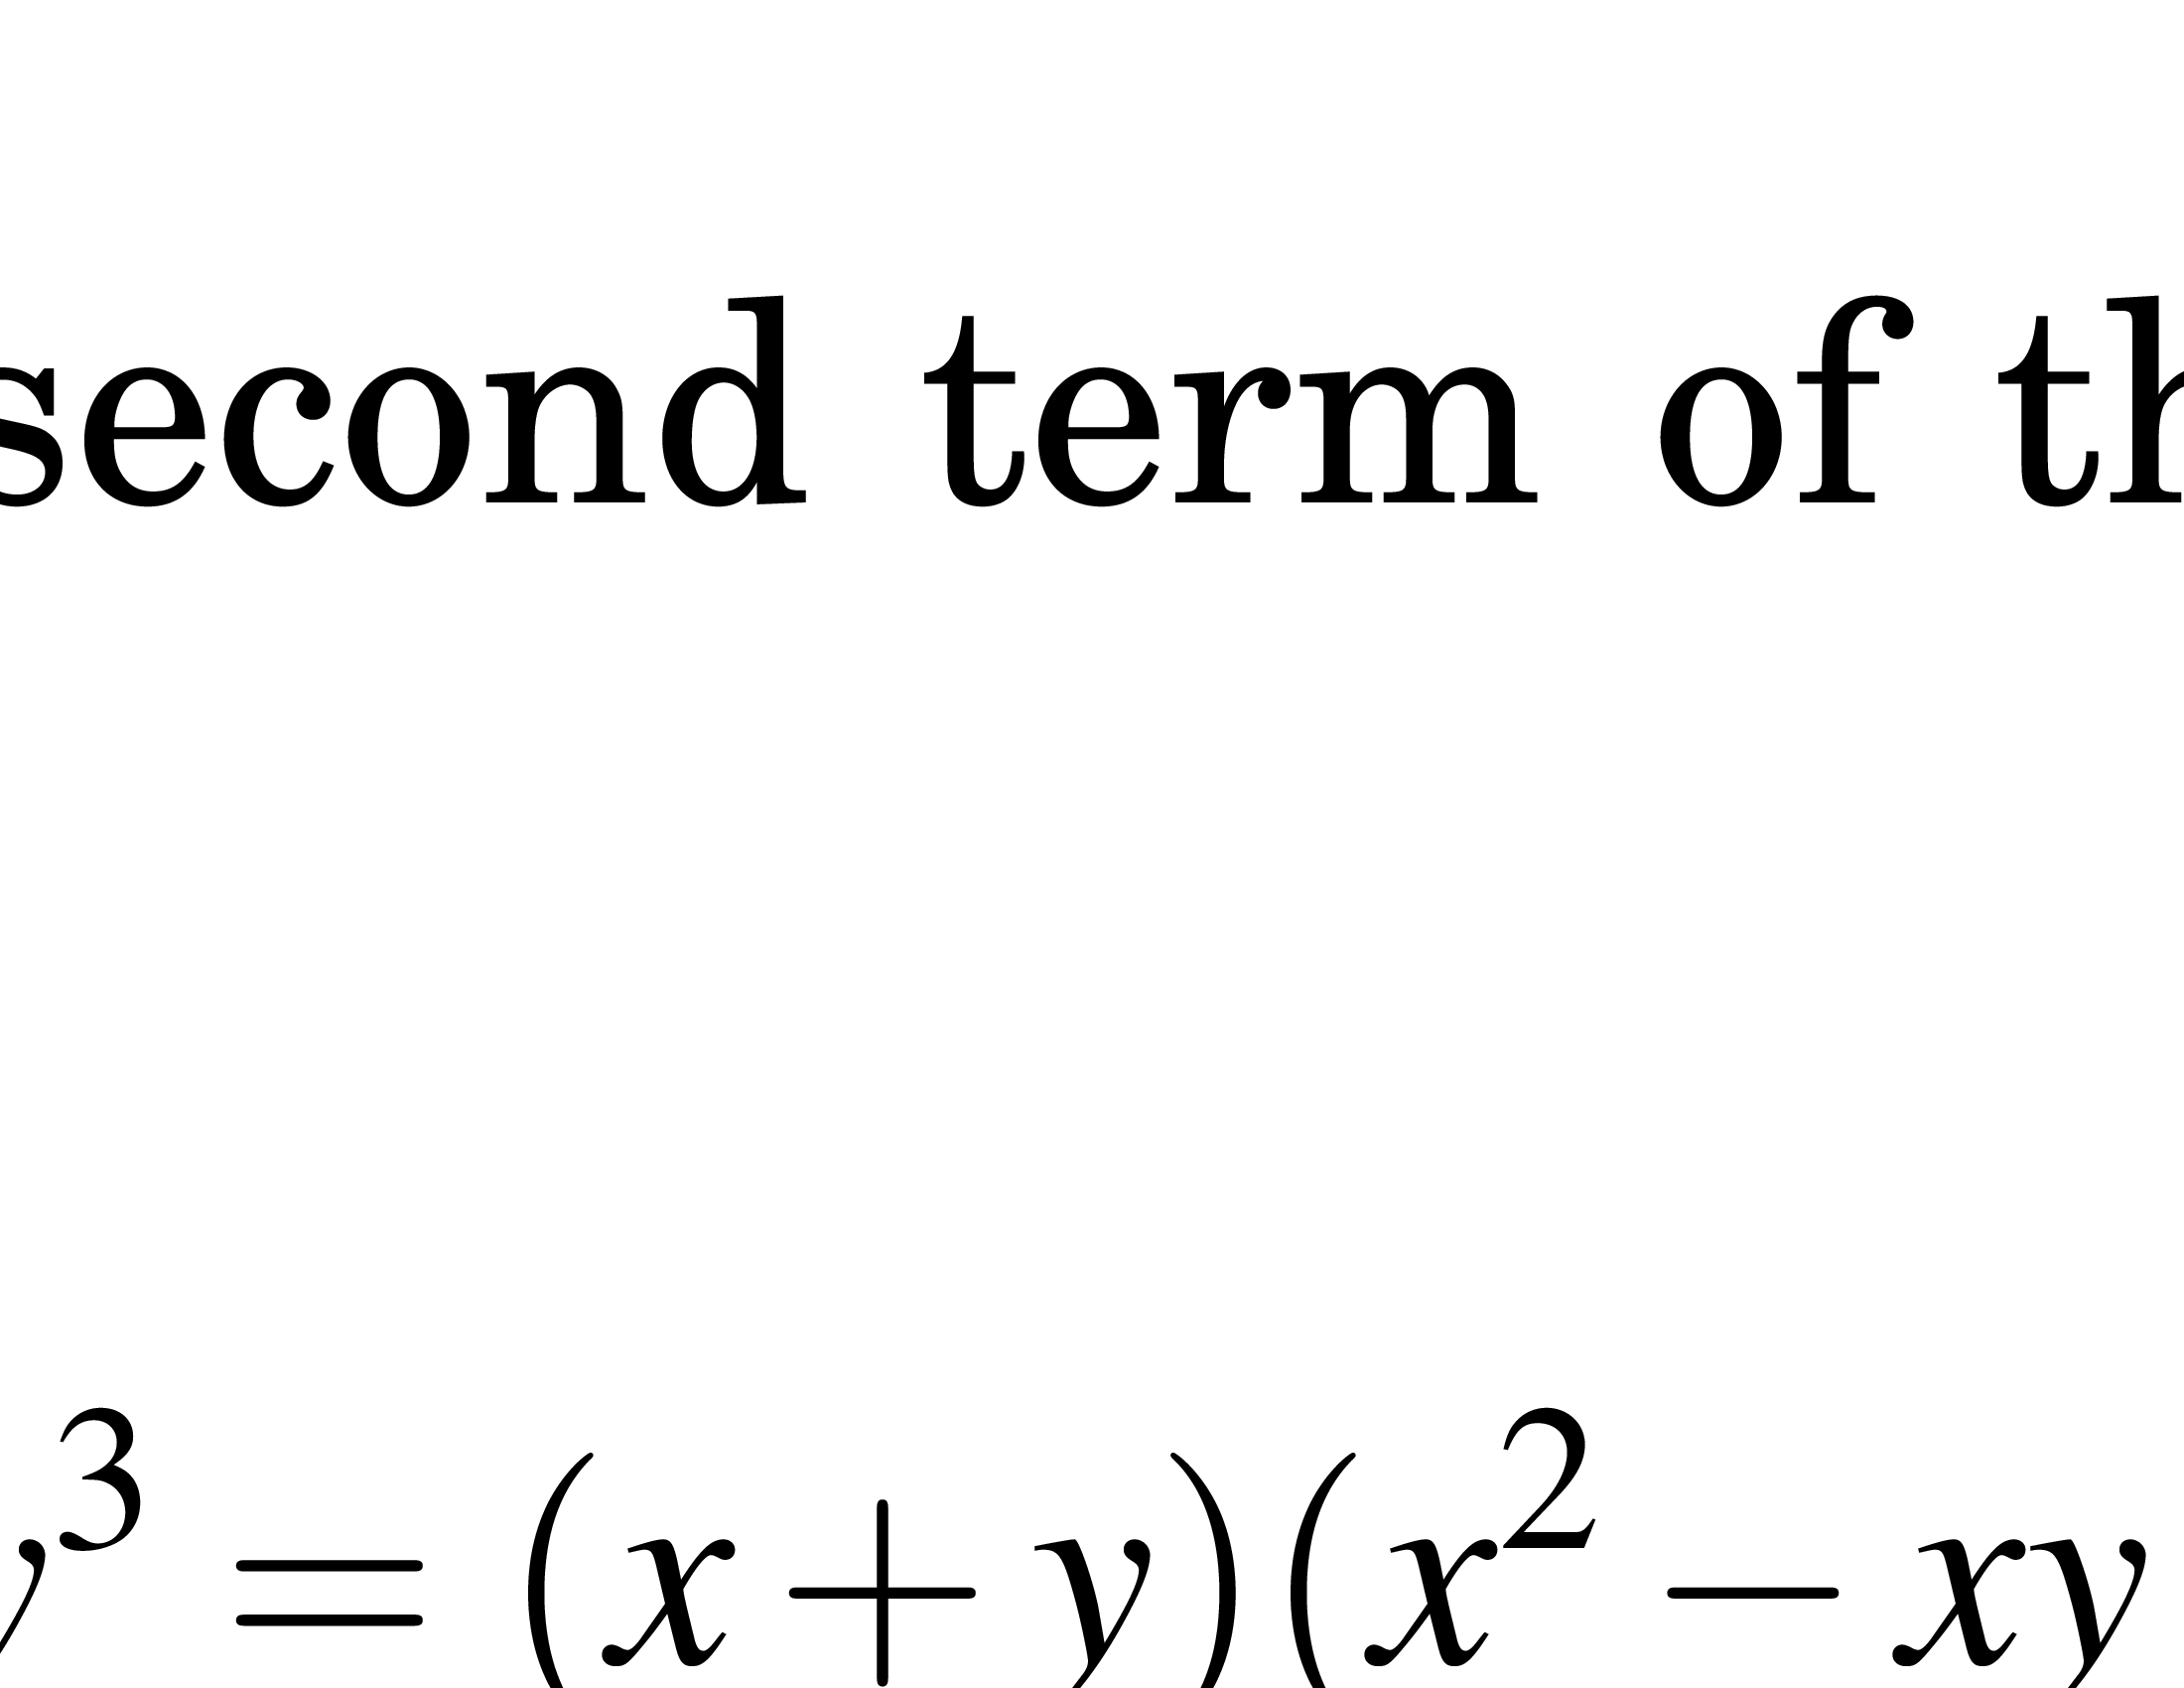 second term of th
y³ = (x + y)(x² − xy